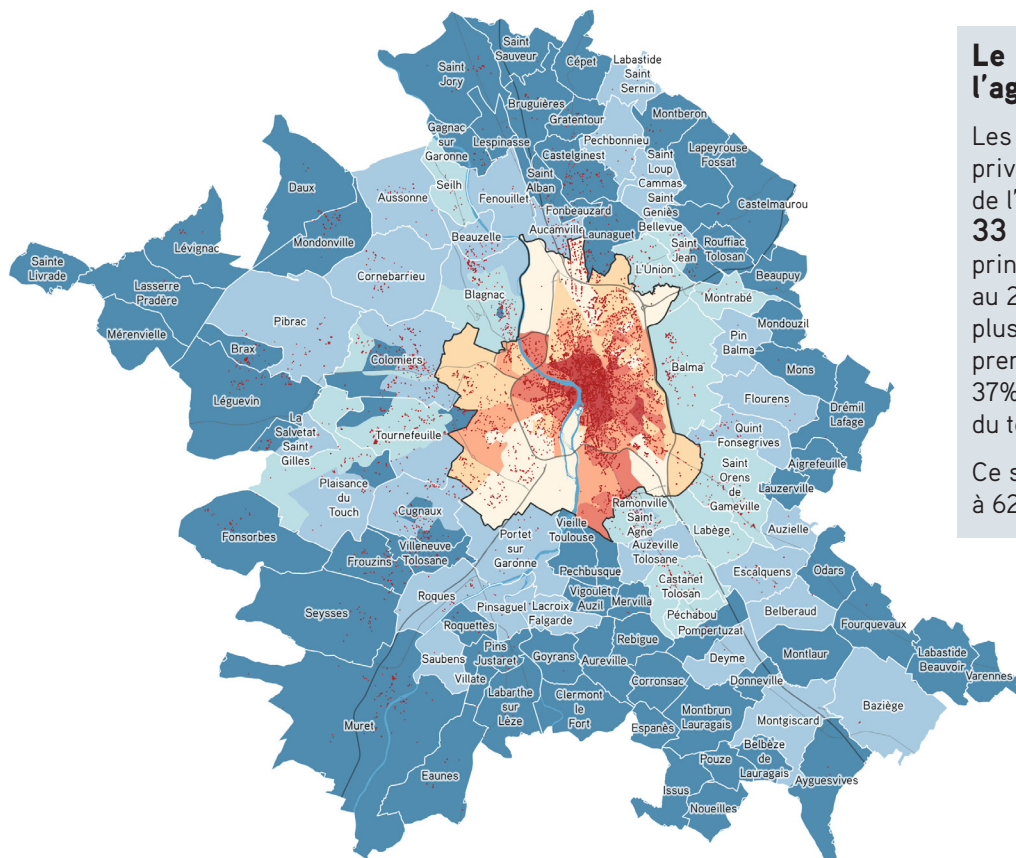 Saint
Sauveur
Cépet
Saint
Jory
Labastide
Saint
Sernin
Bruguières
Gratentour
Montberon
Gagnac
sur
Garonne
Lespinasse
Pechbonnieu
Castelginest
Lapeyrouse
Fossat
Saint
Loup
Cammas
Saint
Alban
Seilh
Daux
Aussonne
Fenouillet
Saint
Geniès
Bellevue
Castelmaurou
Fonbeauzard
Aucamville
Launaguet
Mondonville
Beauzelle
Saint
Jean
Rouffiac
Tolosan
Lévignac
L'Union
Sainte
Livrade
Cornebarrieu
Beaupuy
Lasserre
Pradère
Blagnac
Montrabé
Mérenvielle
Pibrac
Mondouzil
Pin
Balma
Brax
Colomiers
Balma
Mons
Léguevin
Flourens
Drémil
Lafage
La
Salvetat
Saint
Gilles
Tournefeuille
Quint
Fonsegrives
Aigrefeuille
Saint
Orens
de
Gameville
Plaisance
du
Touch
Lauzerville
Cugnaux
Ramonville
Saint
Agne
Vieille
Toulouse
Labège
Auzielle
Fonsorbes
Portet
sur
Garonne
Auzeville
Tolosane
Villeneuve
Tolosane
Frouzins
Pechbusque
Escalquens
Odars
Castanet
Tolosan
Vigoulet
Auzil
Mervilla
Roques
Seysses
Pinsaguel
Lacroix
Falgarde
Belberaud
Péchabou
Fourquevaux
Roquettes
Pompertuzat
Rebigue
Pins
Justaret
Goyrans
Aureville
Saubens
Deyme
Montlaur
Labastide
Beauvoir
Varennes
Villate
Corronsac
Donneville
Labarthe
sur
Lèze
Clermont
le
Fort
Baziège
Montbrun
Lauragais
Montgiscard
Muret
Espanès
Belbèze
de
Lauragais
Pouze
Eaunes
Ayguesvives
Issus
Noueilles
Le
l'ag
Les
priv
de l'
33
prin
au 2
plus
pren
37%
du t
Ce s
à 62